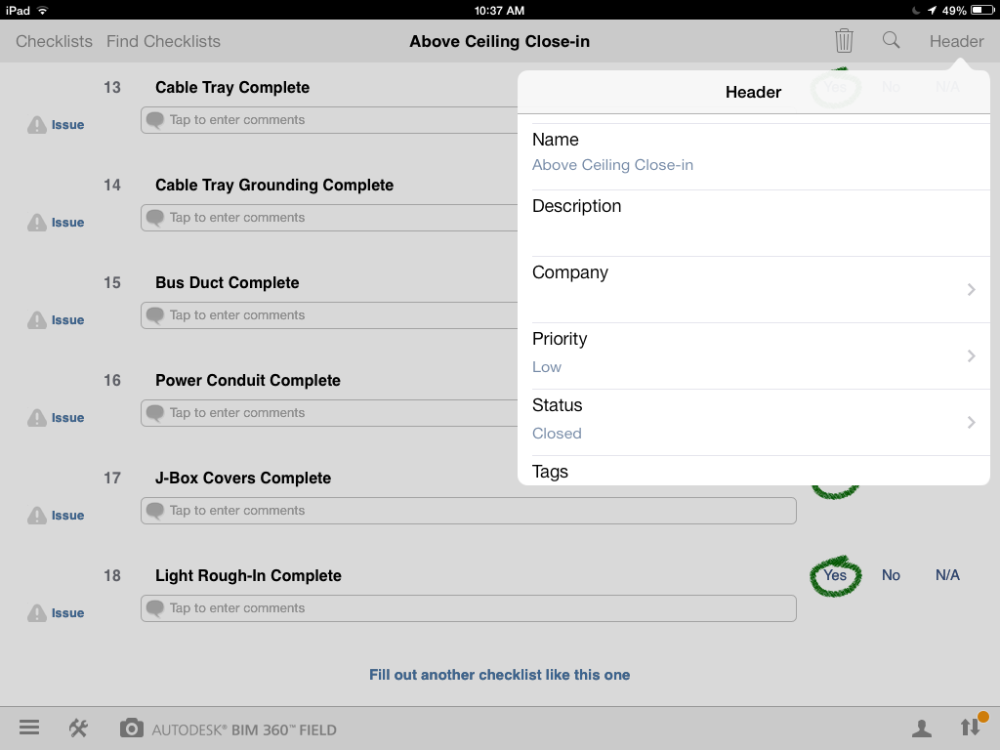 iPad 10:37 AM 49%
Checklists Find Checklists Above Ceiling Close-in Header
13 Cable Tray Complete Yes No N/A
Issue Tap to enter comments
14 Cable Tray Grounding Complete
Issue Tap to enter comments
15 Bus Duct Complete
Issue Tap to enter comments
16 Power Conduit Complete
Issue Tap to enter comments
17 J-Box Covers Complete
Issue Tap to enter comments
18 Light Rough-In Complete Yes No N/A
Issue Tap to enter comments
Header
Name
Above Ceiling Close-in
Description
Company
Priority
Low
Status
Closed
Tags
Fill out another checklist like this one
AUTODESK® BIM 360™ FIELD